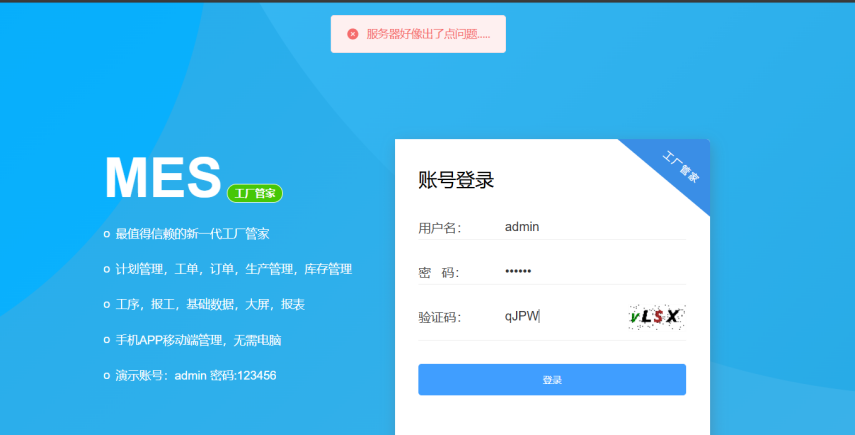 服务器好像出了点问题.....
工厂管家
账号登录
MES 工厂管家
用户名： admin
最值得信赖的新一代工厂管家
密 码： ••••••
计划管理，工单，订单，生产管理，库存管理
验证码： qJPW vLSX
工序，报工，基础数据，大屏，报表
手机APP移动端管理，无需电脑
演示账号：admin 密码:123456
登录